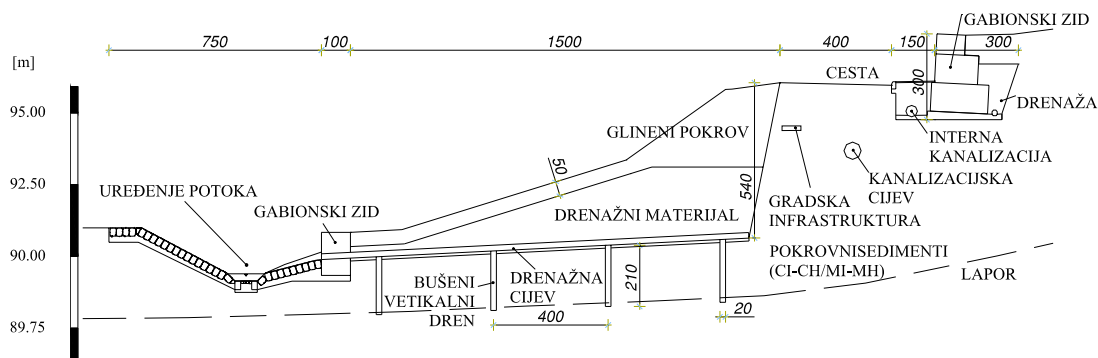 GABIONSKI ZID
750
100
1500
400
150
300
[m]
CESTA
300
95.00
DRENAŽA
GLINENI POKROV
INTERNA
KANALIZACIJA
50
540
92.50
KANALIZACIJSKA
CIJEV
UREĐENJE POTOKA
GRADSKA
INFRASTRUKTURA
GABIONSKI ZID
DRENAŽNI MATERIJAL
90.00
POKROVNISEDIMENTI
(CI-CH/MI-MH)
LAPOR
BUŠENI
VETIKALNI
DREN
DRENAŽNA
CIJEV
210
20
400
89.75